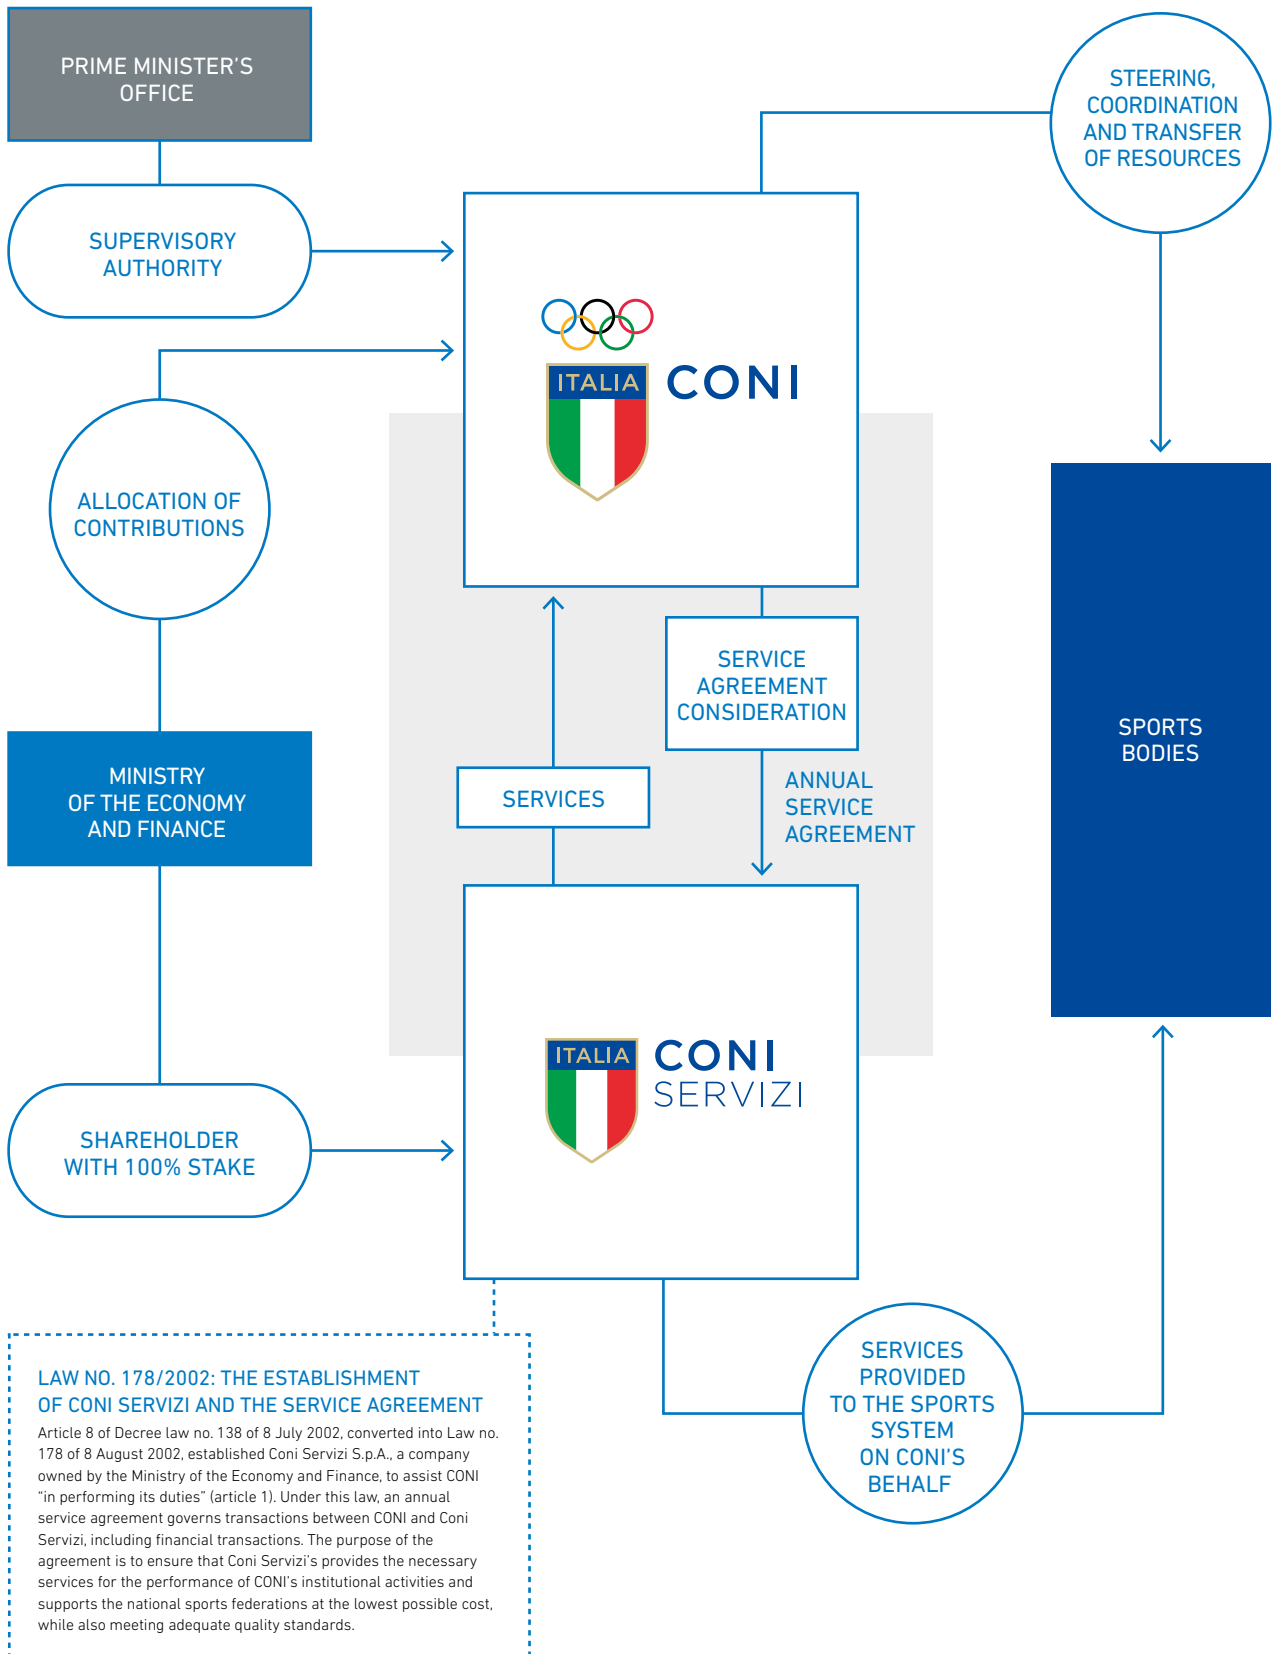 PRIME MINISTER'S
OFFICE
SUPERVISORY
AUTHORITY
STEERING,
COORDINATION
AND TRANSFER
OF RESOURCES
ITALIA
CONI
ALLOCATION OF
CONTRIBUTIONS
SERVICE
AGREEMENT
CONSIDERATION
MINISTRY
OF THE ECONOMY
AND FINANCE
SERVICES
ANNUAL
SERVICE
AGREEMENT
SPORTS
BODIES
ITALIA
CONI
SERVIZI
SHAREHOLDER
WITH 100% STAKE
SERVICES
PROVIDED
TO THE SPORTS
SYSTEM
ON CONI'S
BEHALF
LAW NO. 178/2002: THE ESTABLISHMENT
OF CONI SERVIZI AND THE SERVICE AGREEMENT
Article 8 of Decree law no. 138 of 8 July 2002, converted into Law no.
178 of 8 August 2002, established Coni Servizi S.p.A., a company
owned by the Ministry of the Economy and Finance, to assist CONI
“in performing its duties” (article 1). Under this law, an annual
service agreement governs transactions between CONI and Coni
Servizi, including financial transactions. The purpose of the
agreement is to ensure that Coni Servizi's provides the necessary
services for the performance of CONI's institutional activities and
supports the national sports federations at the lowest possible cost,
while also meeting adequate quality standards.